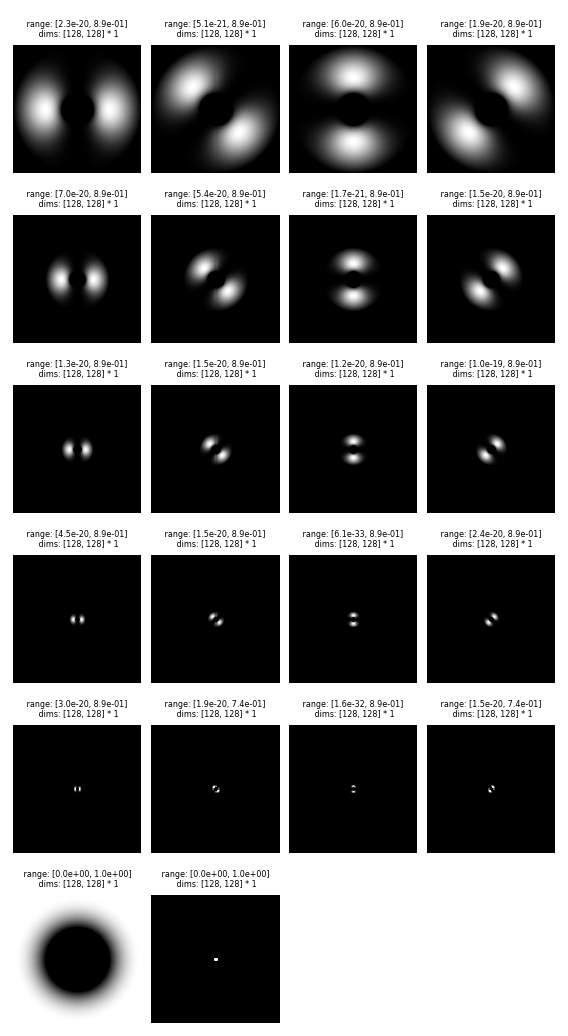 range: [2.3e-20, 8.9e-01]
dims: [128, 128] * 1
range: [5.1e-21, 8.9e-01]
dims: [128, 128] * 1
range: [6.0e-20, 8.9e-01]
dims: [128, 128] * 1
range: [1.9e-20, 8.9e-01]
dims: [128, 128] * 1
range: [7.0e-20, 8.9e-01]
dims: [128, 128] * 1
range: [5.4e-20, 8.9e-01]
dims: [128, 128] * 1
range: [1.7e-21, 8.9e-01]
dims: [128, 128] * 1
range: [1.5e-20, 8.9e-01]
dims: [128, 128] * 1
range: [1.3e-20, 8.9e-01]
dims: [128, 128] * 1
range: [1.5e-20, 8.9e-01]
dims: [128, 128] * 1
range: [1.2e-20, 8.9e-01]
dims: [128, 128] * 1
range: [1.0e-19, 8.9e-01]
dims: [128, 128] * 1
range: [4.5e-20, 8.9e-01]
dims: [128, 128] * 1
range: [1.5e-20, 8.9e-01]
dims: [128, 128] * 1
range: [6.1e-33, 8.9e-01]
dims: [128, 128] * 1
range: [2.4e-20, 8.9e-01]
dims: [128, 128] * 1
range: [3.0e-20, 8.9e-01]
dims: [128, 128] * 1
range: [1.9e-20, 7.4e-01]
dims: [128, 128] * 1
range: [1.6e-32, 8.9e-01]
dims: [128, 128] * 1
range: [1.5e-20, 7.4e-01]
dims: [128, 128] * 1
range: [0.0e+00, 1.0e+00]
dims: [128, 128] * 1
range: [0.0e+00, 1.0e+00]
dims: [128, 128] * 1